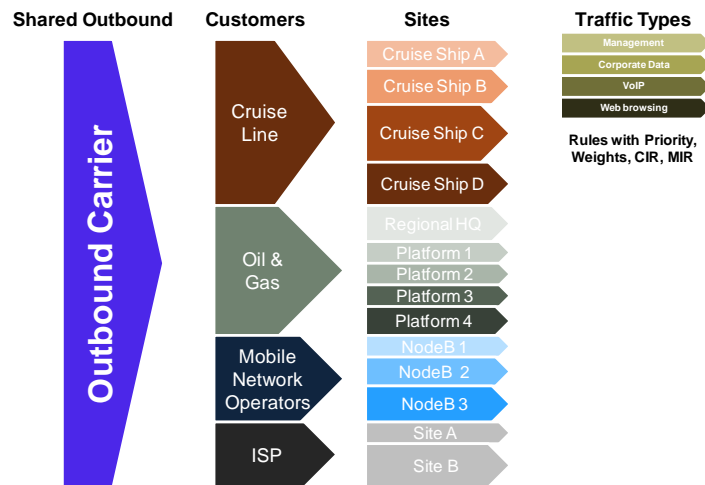 Shared Outbound
Customers
Sites
Traffic Types
Outbound Carrier
Cruise
Line
Oil &
Gas
Mobile
Network
Operators
ISP
Cruise Ship A
Cruise Ship B
Cruise Ship C
Cruise Ship D
Regional HQ
Platform 1
Platform 2
Platform 3
Platform 4
NodeB 1
NodeB 2
NodeB 3
Site A
Site B
Management
Corporate Data
VoIP
Web browsing
Rules with Priority,
Weights, CIR, MIR